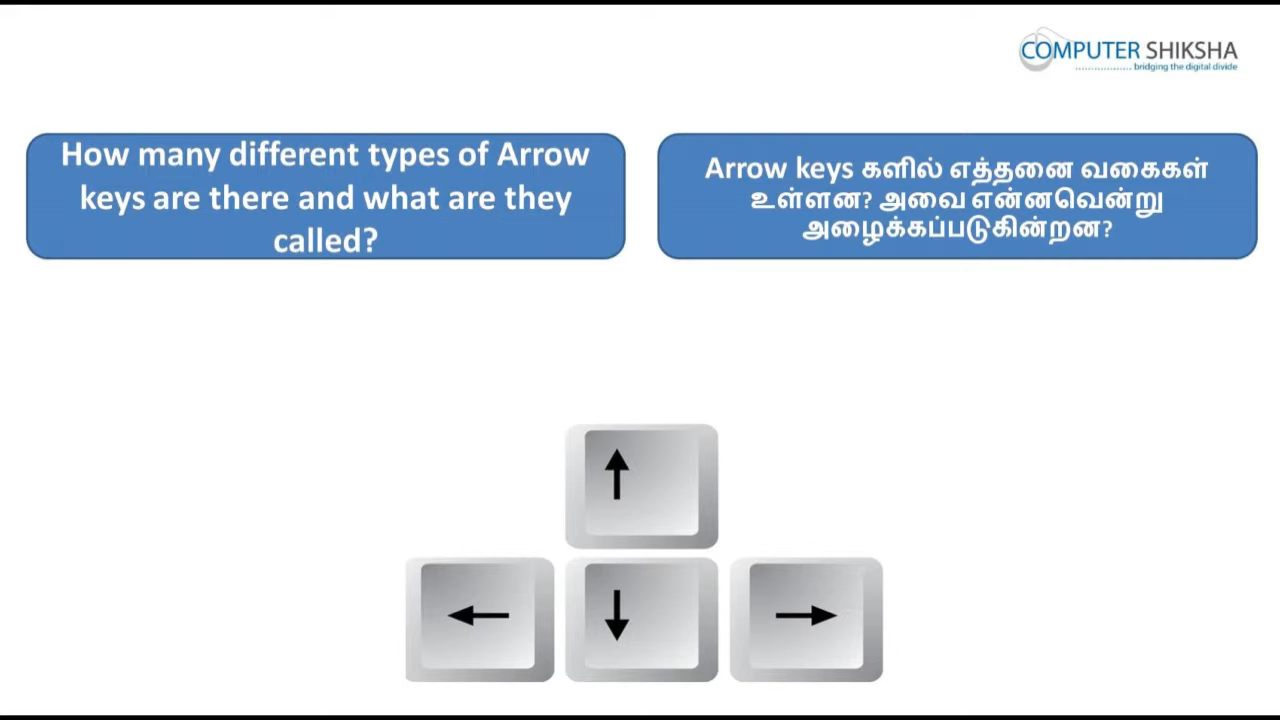 COMPUTER SHIKSHA
bridging the digital divide
How many different types of Arrow
keys are there and what are they
called?
Arrow keys களில் எத்தனை வகைகள்
உள்ளன? அவை என்னவென்று
அழைக்கப்படுகின்றன?